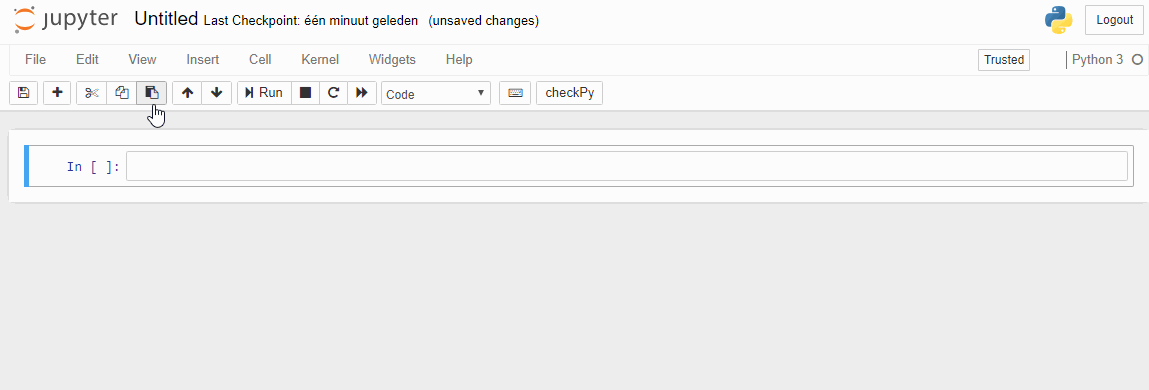 jupyter Untitled Last Checkpoint: één minuut geleden (unsaved changes) Logout
File Edit View Insert Cell Kernel Widgets Help Trusted Python 3
Run Code checkPy
In [ ]: